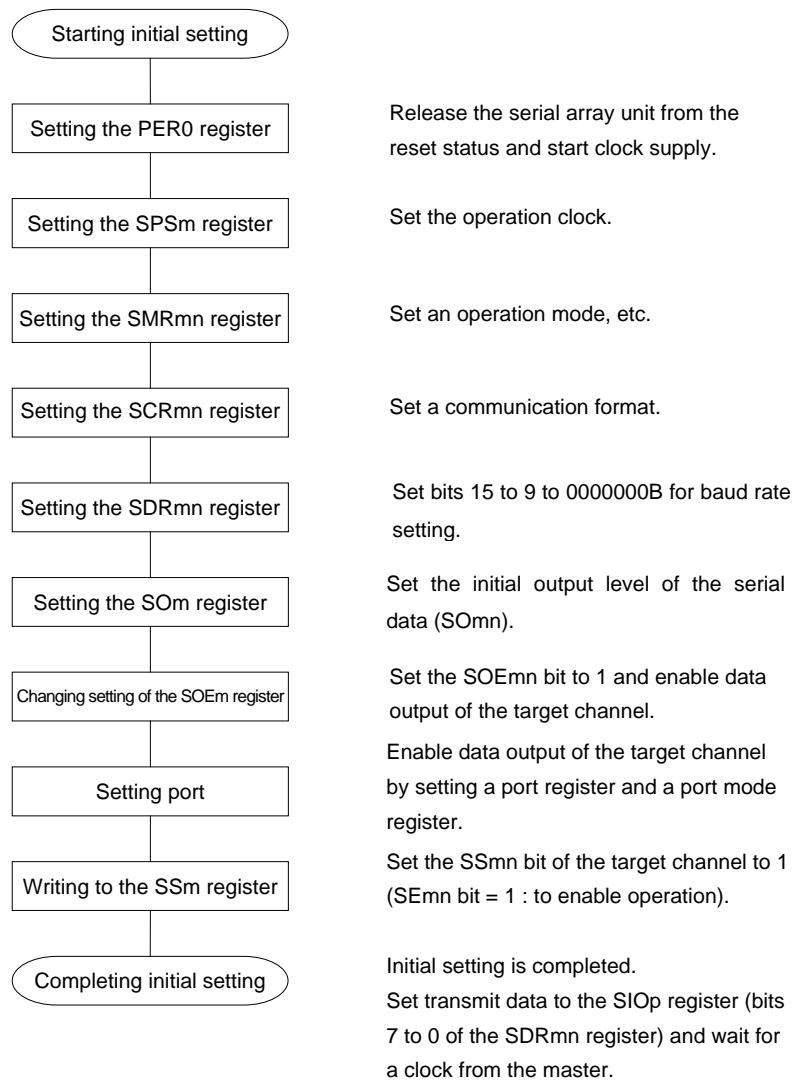 Starting initial setting
Setting the PER0 register
Release the serial array unit from the
reset status and start clock supply.
Setting the SPSm register
Set the operation clock.
Setting the SMRmn register
Set an operation mode, etc.
Setting the SCRmn register
Set a communication format.
Setting the SDRmn register
Set bits 15 to 9 to 0000000B for baud rate
setting.
Setting the SOm register
Set the initial output level of the serial
data (SOmn).
Changing setting of the SOEm register
Set the SOEmn bit to 1 and enable data
output of the target channel.
Setting port
Enable data output of the target channel
by setting a port register and a port mode
register.
Writing to the SSm register
Set the SSmn bit of the target channel to 1
(SEmn bit = 1 : to enable operation).
Completing initial setting
Initial setting is completed.
Set transmit data to the SIOp register (bits
7 to 0 of the SDRmn register) and wait for
a clock from the master.